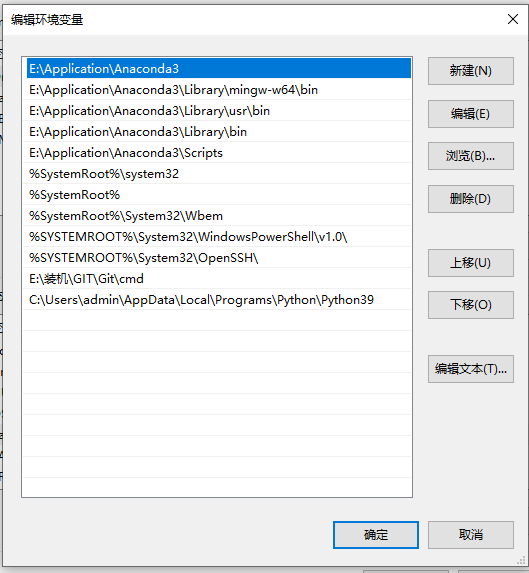 编辑环境变量
E:\Application\Anaconda3
E:\Application\Anaconda3\Library\mingw-w64\bin
E:\Application\Anaconda3\Library\usr\bin
E:\Application\Anaconda3\Library\bin
E:\Application\Anaconda3\Scripts
%SystemRoot%\system32
%SystemRoot%
%SystemRoot%\System32\Wbem
%SYSTEMROOT%\System32\WindowsPowerShell\v1.0\
%SYSTEMROOT%\System32\OpenSSH\
E:\装机\GIT\Git\cmd
C:\Users\admin\AppData\Local\Programs\Python\Python39
新建(N)
编辑(E)
浏览(B)...
删除(D)
上移(U)
下移(O)
编辑文本(T)...
确定
取消